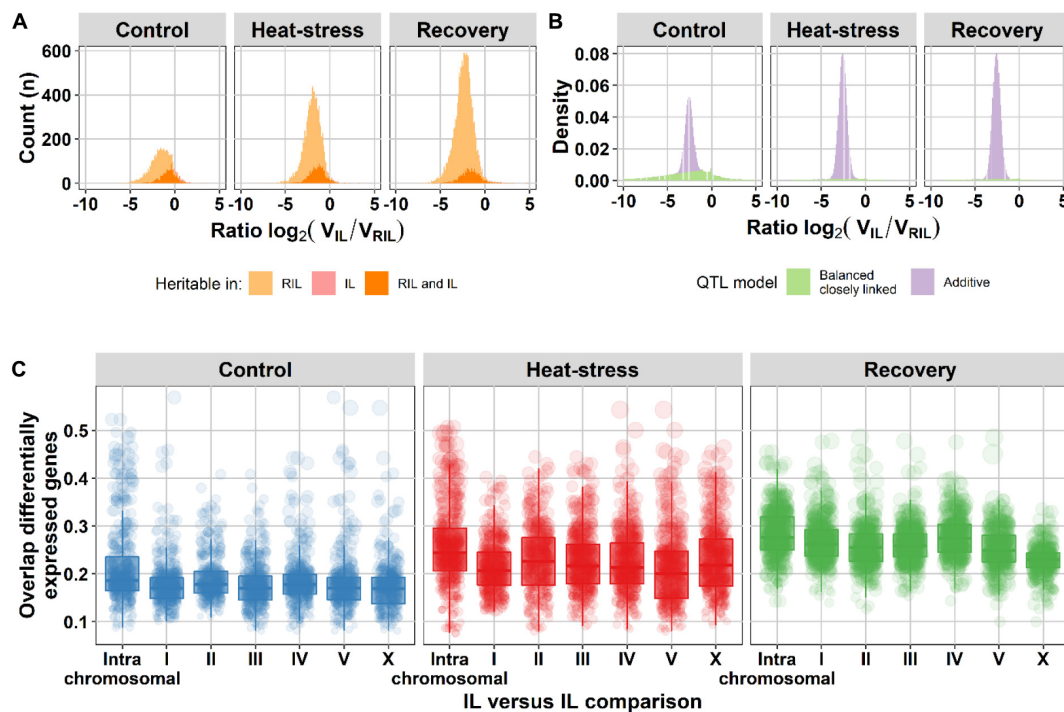 A
Control Heat-stress Recovery
600
400
200
0
Count (n)
-10 -5 0 5 -10 -5 0 5 -10 -5 0 5
Ratio log2( VIL/VRIL)
Heritable in: RIL IL RIL and IL
B
Control Heat-stress Recovery
0.08
0.06
0.04
0.02
0.00
Density
-10 -5 0 5 -10 -5 0 5 -10 -5 0 5
Ratio log2( VIL/VRIL)
QTL model Balanced
closely linked
Additive
C
Control Heat-stress Recovery
Overlap differentially
expressed genes
0.5
0.4
0.3
0.2
0.1
Intra I II III IV V X Intra I II III IV V X Intra I II III IV V X
chromosomal chromosomal chromosomal
IL versus IL comparison